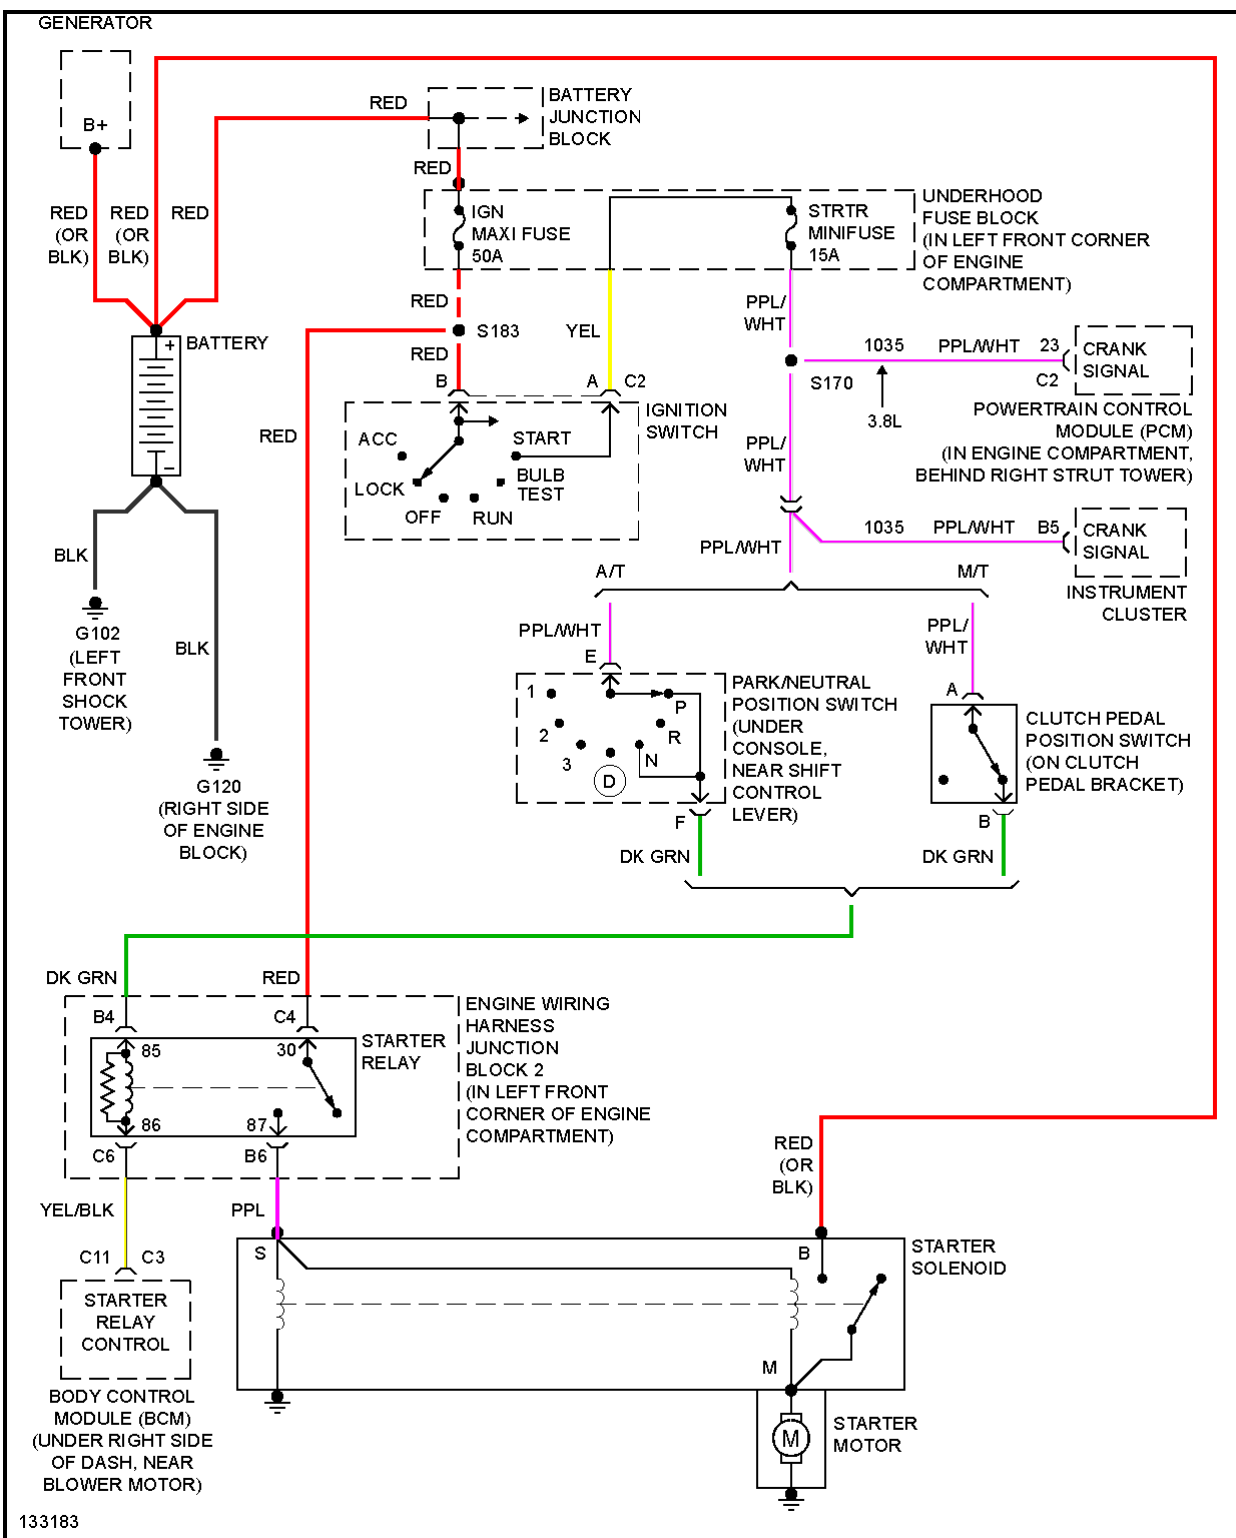 GENERATOR
B+
RED
BATTERY
JUNCTION
BLOCK
RED
RED
(OR
BLK)
RED
(OR
BLK)
RED
IGN
MAXI FUSE
50A
STRTR
MINIFUSE
15A
UNDERHOOD
FUSE BLOCK
(IN LEFT FRONT CORNER
OF ENGINE
COMPARTMENT)
RED
S183
YEL
PPL/
WHT
BATTERY
+
−
RED
B
A
C2
IGNITION
SWITCH
S170
1035
PPL/WHT
23
C2
CRANK
SIGNAL
3.8L
POWERTRAIN CONTROL
MODULE (PCM)
(IN ENGINE COMPARTMENT,
BEHIND RIGHT STRUT TOWER)
RED
ACC
START
LOCK
BULB
TEST
OFF
RUN
PPL/
WHT
1035
PPL/WHT
B5
CRANK
SIGNAL
PPL/WHT
INSTRUMENT
CLUSTER
BLK
G102
(LEFT
FRONT
SHOCK
TOWER)
BLK
G120
(RIGHT SIDE
OF ENGINE
BLOCK)
A/T
M/T
PPL/WHT
PPL/
WHT
E
A
1
2
3
D
N
R
P
PARK/NEUTRAL
POSITION SWITCH
(UNDER
CONSOLE,
NEAR SHIFT
CONTROL
LEVER)
CLUTCH PEDAL
POSITION SWITCH
(ON CLUTCH
PEDAL BRACKET)
F
B
DK GRN
DK GRN
DK GRN
RED
B4
C4
ENGINE WIRING
HARNESS
JUNCTION
BLOCK 2
(IN LEFT FRONT
CORNER OF ENGINE
COMPARTMENT)
85
30
STARTER
RELAY
86
87
C6
B6
YEL/BLK
PPL
RED
(OR
BLK)
C11
C3
STARTER
RELAY
CONTROL
BODY CONTROL
MODULE (BCM)
(UNDER RIGHT SIDE
OF DASH, NEAR
BLOWER MOTOR)
S
B
STARTER
SOLENOID
M
M
STARTER
MOTOR
133183